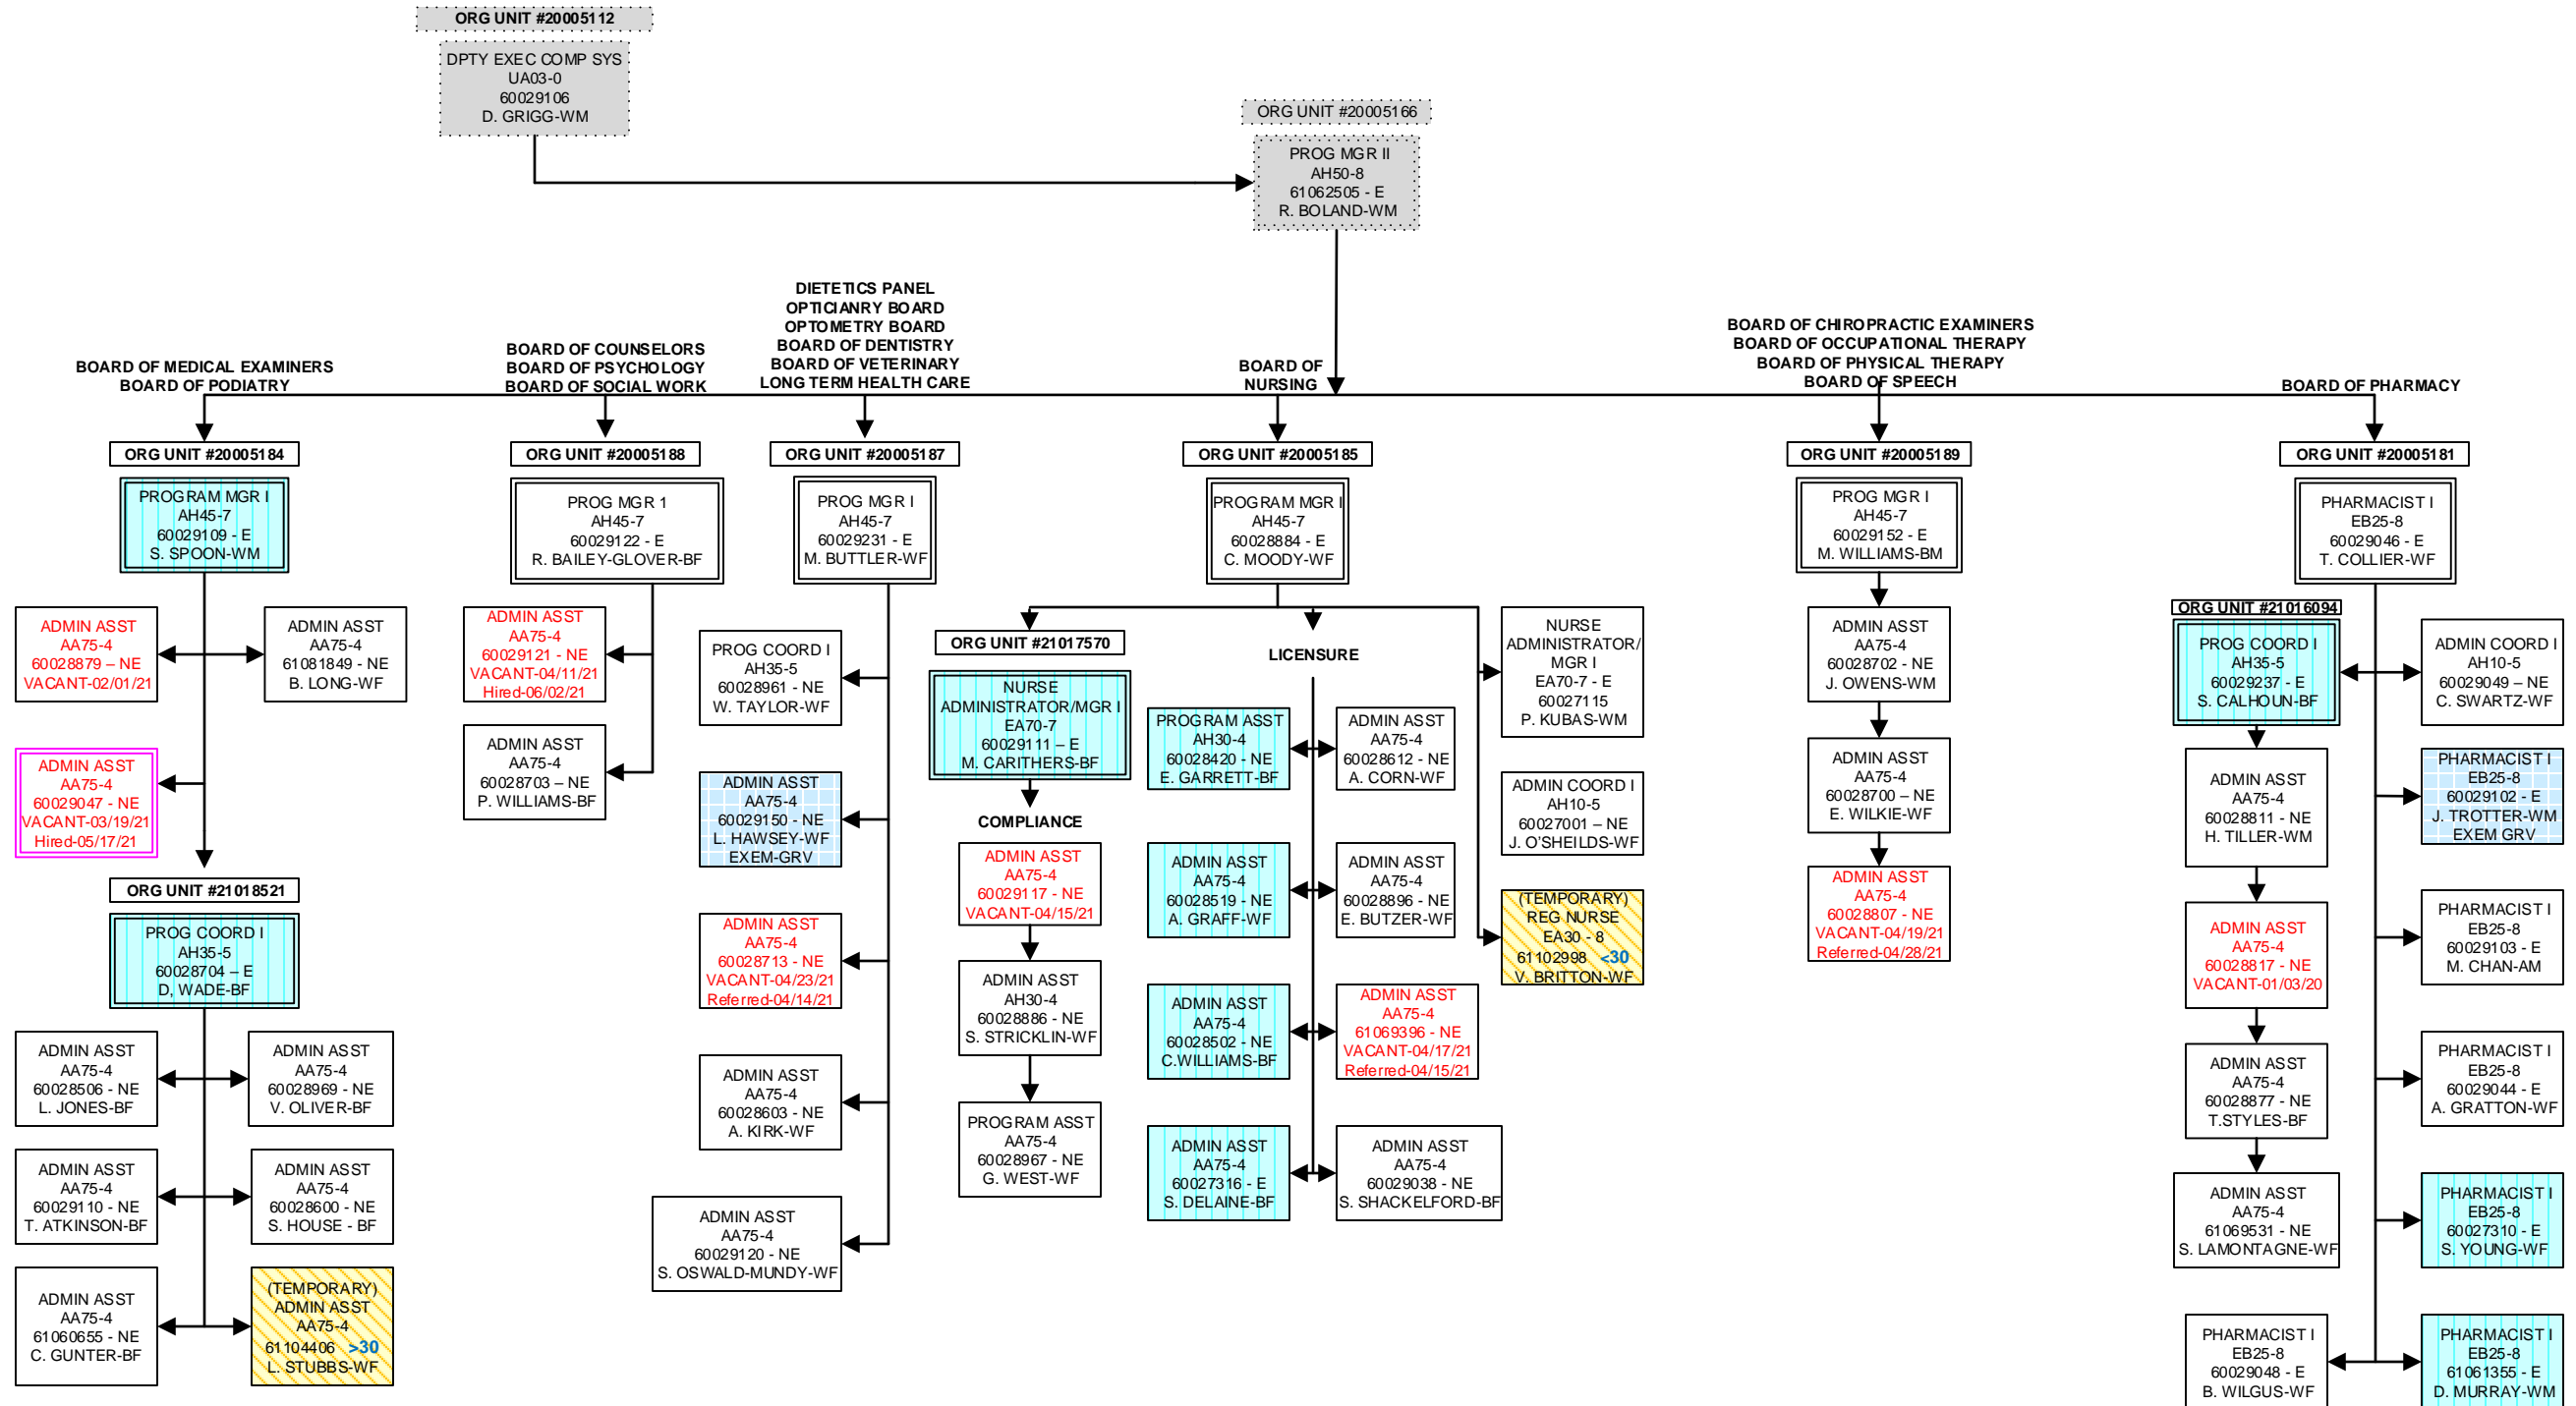 ORG UNIT #20005112
DPTY EXEC COMP SYS
UA03-0
60029106
D. GRIGG-WM
ORG UNIT #20005166
PROG MGR II
AH50-8
61062505 - E
R. BOLAND-WM
BOARD OF MEDICAL EXAMINERS
BOARD OF PODIATRY
ORG UNIT #20005184
PROGRAM MGR I
AH45-7
60029109 - E
S. SPOON-WM
ADMIN ASST
AA75-4
60028879 – NE
VACANT-02/01/21
ADMIN ASST
AA75-4
61081849 - NE
B. LONG-WF
ADMIN ASST
AA75-4
60029047 - NE
VACANT-03/19/21
Hired-05/17/21
ORG UNIT #21018521
PROG COORD I
AH35-5
60028704 – E
D, WADE-BF
ADMIN ASST
AA75-4
60028506 - NE
L. JONES-BF
ADMIN ASST
AA75-4
60028969 - NE
V. OLIVER-BF
ADMIN ASST
AA75-4
60029110 - NE
T. ATKINSON-BF
ADMIN ASST
AA75-4
60028600 - NE
S. HOUSE - BF
ADMIN ASST
AA75-4
61060655 - NE
C. GUNTER-BF
(TEMPORARY)
ADMIN ASST
AA75-4
61104406 >30
L. STUBBS-WF
BOARD OF COUNSELORS
BOARD OF PSYCHOLOGY
BOARD OF SOCIAL WORK
ORG UNIT #20005188
PROG MGR 1
AH45-7
60029122 - E
R. BAILEY-GLOVER-BF
ADMIN ASST
AA75-4
60029121 - NE
VACANT-04/11/21
Hired-06/02/21
ADMIN ASST
AA75-4
60028703 – NE
P. WILLIAMS-BF
DIETETICS PANEL
OPTICIANRY BOARD
OPTOMETRY BOARD
BOARD OF DENTISTRY
BOARD OF VETERINARY
LONG TERM HEALTH CARE
ORG UNIT #20005187
PROG MGR I
AH45-7
60029231 - E
M. BUTTLER-WF
PROG COORD I
AH35-5
60028961 - NE
W. TAYLOR-WF
ADMIN ASST
AA75-4
60029150 - NE
L. HAWSEY-WF
EXEM-GRV
ADMIN ASST
AA75-4
60028713 - NE
VACANT-04/23/21
Referred-04/14/21
ADMIN ASST
AA75-4
60028603 - NE
A. KIRK-WF
ADMIN ASST
AA75-4
60029120 - NE
S. OSWALD-MUNDY-WF
BOARD OF
NURSING
ORG UNIT #20005185
PROGRAM MGR I
AH45-7
60028884 - E
C. MOODY-WF
ORG UNIT #21017570
NURSE
ADMINISTRATOR/MGR I
EA70-7
60029111 – E
M. CARITHERS-BF
COMPLIANCE
ADMIN ASST
AA75-4
60029117 - NE
VACANT-04/15/21
ADMIN ASST
AH30-4
60028886 - NE
S. STRICKLIN-WF
PROGRAM ASST
AA75-4
60028967 - NE
G. WEST-WF
LICENSURE
PROGRAM ASST
AH30-4
60028420 - NE
E. GARRETT-BF
ADMIN ASST
AA75-4
60028612 - NE
A. CORN-WF
ADMIN ASST
AA75-4
60028519 - NE
A. GRAFF-WF
ADMIN ASST
AA75-4
60028896 - NE
E. BUTZER-WF
ADMIN ASST
AA75-4
60028502 - NE
C.WILLIAMS-BF
ADMIN ASST
AA75-4
61069396 - NE
VACANT-04/17/21
Referred-04/15/21
ADMIN ASST
AA75-4
60027316 - E
S. DELAINE-BF
ADMIN ASST
AA75-4
60029038 - NE
S. SHACKELFORD-BF
NURSE
ADMINISTRATOR/
MGR I
EA70-7 - E
60027115
P. KUBAS-WM
ADMIN COORD I
AH10-5
60027001 – NE
J. O'SHEILDS-WF
(TEMPORARY)
REG NURSE
EA30 - 8
61102998 <30
V. BRITTON-WF
BOARD OF CHIROPRACTIC EXAMINERS
BOARD OF OCCUPATIONAL THERAPY
BOARD OF PHYSICAL THERAPY
BOARD OF SPEECH
ORG UNIT #20005189
PROG MGR I
AH45-7
60029152 - E
M. WILLIAMS-BM
ADMIN ASST
AA75-4
60028702 - NE
J. OWENS-WM
ADMIN ASST
AA75-4
60028700 – NE
E. WILKIE-WF
ADMIN ASST
AA75-4
60028807 - NE
VACANT-04/19/21
Referred-04/28/21
BOARD OF PHARMACY
ORG UNIT #20005181
PHARMACIST I
EB25-8
60029046 - E
T. COLLIER-WF
ORG UNIT #21016094
PROG COORD I
AH35-5
60029237 - E
S. CALHOUN-BF
ADMIN COORD I
AH10-5
60029049 – NE
C. SWARTZ-WF
ADMIN ASST
AA75-4
60028811 - NE
H. TILLER-WM
PHARMACIST I
EB25-8
60029102 - E
J. TROTTER-WM
EXEM GRV
ADMIN ASST
AA75-4
60028817 - NE
VACANT-01/03/20
PHARMACIST I
EB25-8
60029103 - E
M. CHAN-AM
ADMIN ASST
AA75-4
60028877 - NE
T.STYLES-BF
PHARMACIST I
EB25-8
60029044 - E
A. GRATTON-WF
ADMIN ASST
AA75-4
61069531 - NE
S. LAMONTAGNE-WF
PHARMACIST I
EB25-8
60027310 - E
S. YOUNG-WF
PHARMACIST I
EB25-8
60029048 - E
B. WILGUS-WF
PHARMACIST I
EB25-8
61061355 - E
D. MURRAY-WM